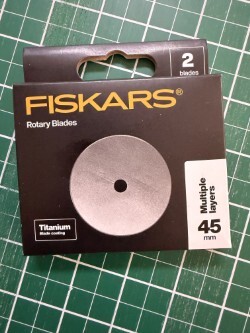 2
blades
FISKARS®
Rotary Blades
Titanium
Blade coating
Multiple
layers
45
mm